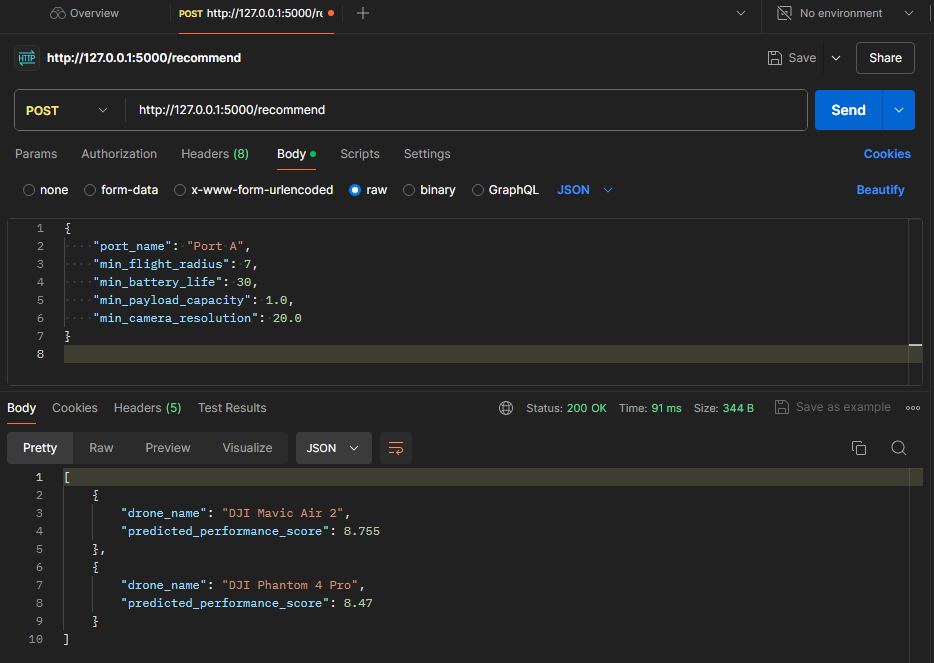 Overview
POST http://127.0.0.1:5000/re
No environment
HTTP http://127.0.0.1:5000/recommend
Save
Share
POST http://127.0.0.1:5000/recommend
Send
Params Authorization Headers (8) Body Scripts Settings
Cookies
none form-data x-www-form-urlencoded raw binary GraphQL JSON
Beautify
1 {
2 ····"port_name": "Port·A",
3 ····"min_flight_radius": 7,
4 ····"min_battery_life": 30,
5 ····"min_payload_capacity": 1.0,
6 ····"min_camera_resolution": 20.0
7 }
8
Body Cookies Headers (5) Test Results
Status: 200 OK Time: 91 ms Size: 344 B
Save as example
Pretty Raw Preview Visualize JSON
1 [
2 {
3 "drone_name": "DJI Mavic Air 2",
4 "predicted_performance_score": 8.755
5 },
6 {
7 "drone_name": "DJI Phantom 4 Pro",
8 "predicted_performance_score": 8.47
9 }
10 ]